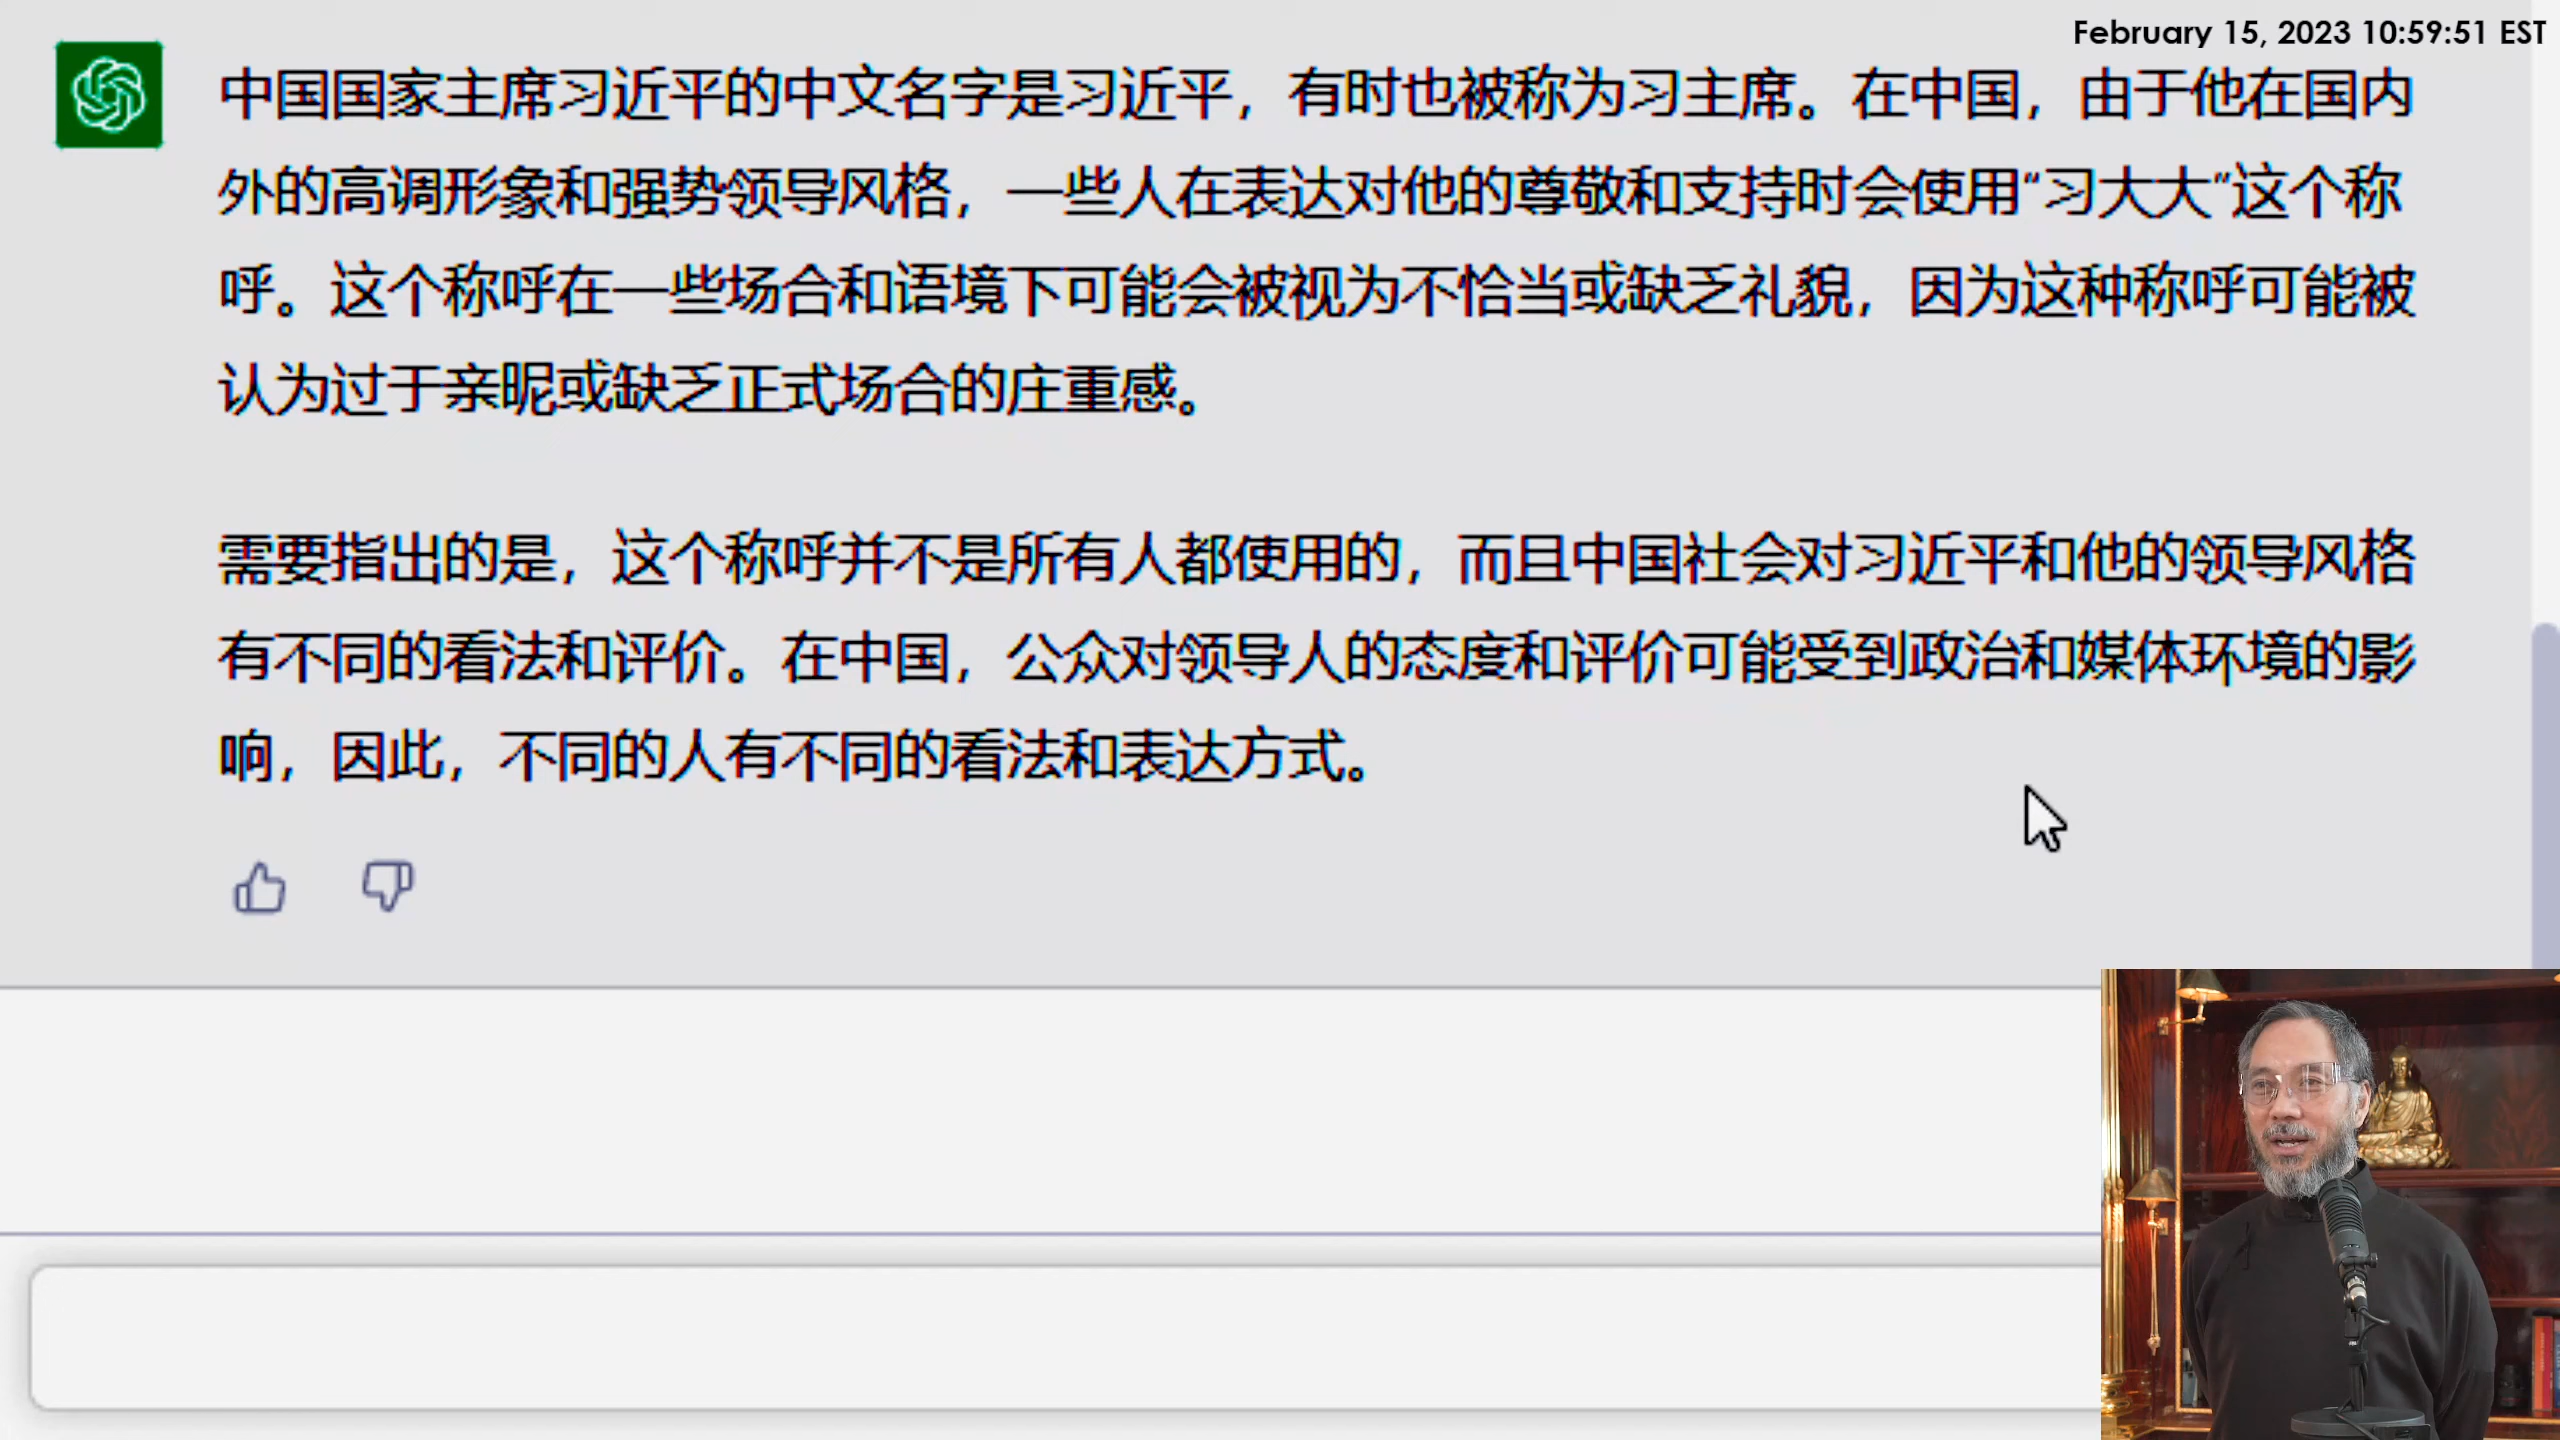 February 15, 2023 10:59:51 EST
中国国家主席习近平的中文名字是习近平，有时也被称为习主席。在中国，由于他在国内
外的高调形象和强势领导风格，一些人在表达对他的尊敬和支持时会使用“习大大”这个称
呼。这个称呼在一些场合和语境下可能会被视为不恰当或缺乏礼貌，因为这种称呼可能被
认为过于亲昵或缺乏正式场合的庄重感。
需要指出的是，这个称呼并不是所有人都使用的，而且中国社会对习近平和他的领导风格
有不同的看法和评价。在中国，公众对领导人的态度和评价可能受到政治和媒体环境的影
响，因此，不同的人有不同的看法和表达方式。